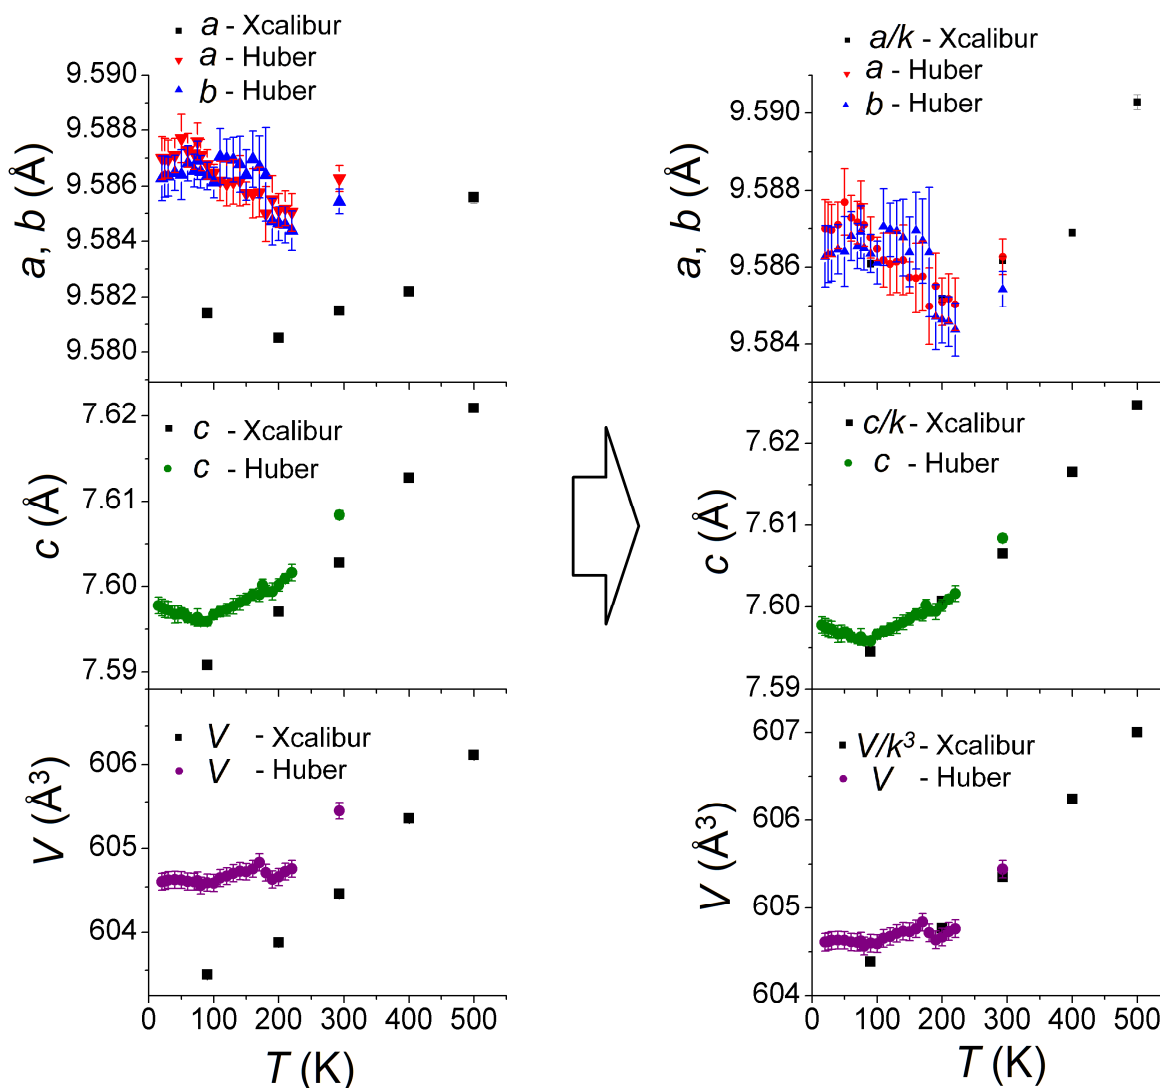 a - Xcalibur
a - Huber
b - Huber
9.590
9.588
9.586
9.584
9.582
9.580
a, b (Å)
c - Xcalibur
c - Huber
7.62
7.61
7.60
7.59
c (Å)
V - Xcalibur
V - Huber
606
605
604
V (Å³)
0 100 200 300 400 500
T (K)
a/k - Xcalibur
a - Huber
b - Huber
9.590
9.588
9.586
9.584
a, b (Å)
c/k - Xcalibur
c - Huber
7.62
7.61
7.60
7.59
c (Å)
V/k³ - Xcalibur
V - Huber
607
606
605
604
V (Å³)
0 100 200 300 400 500
T (K)